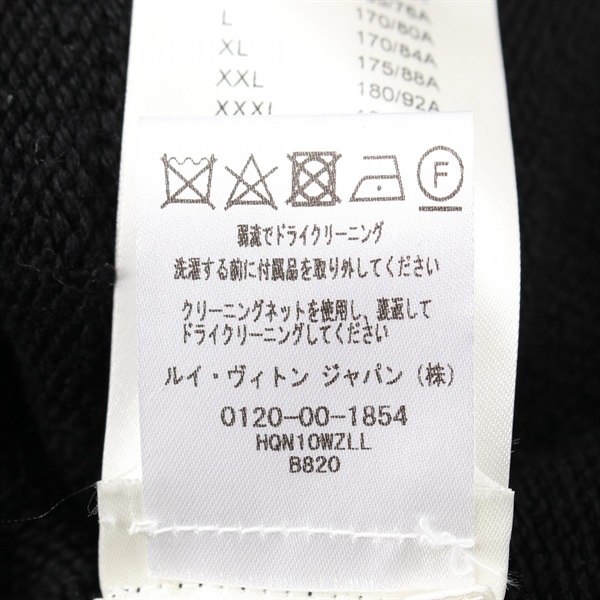 L 170/80A
XL 170/84A
XXL 175/88A
XXXL 180/92A
F
弱流でドライクリーニング
洗濯する前に付属品を取り外してください
クリーニングネットを使用し、裏返して
ドライクリーニングしてください
ルイ・ヴィトン ジャパン（株）
0120-00-1854
HQN10WZLL
B820